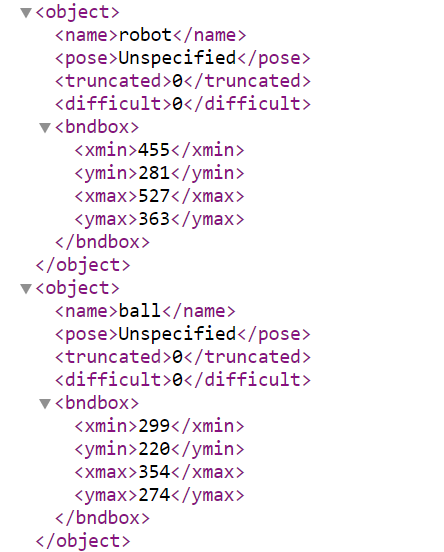 <object>
<name>robot</name>
<pose>Unspecified</pose>
<truncated>0</truncated>
<difficult>0</difficult>
<bndbox>
<xmin>455</xmin>
<ymin>281</ymin>
<xmax>527</xmax>
<ymax>363</ymax>
</bndbox>
</object>
<object>
<name>ball</name>
<pose>Unspecified</pose>
<truncated>0</truncated>
<difficult>0</difficult>
<bndbox>
<xmin>299</xmin>
<ymin>220</ymin>
<xmax>354</xmax>
<ymax>274</ymax>
</bndbox>
</object>